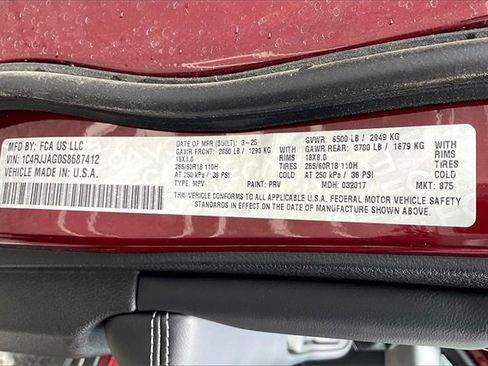 MFD BY: FCA US LLC
VIN: 1C4RJJAG0S8687412
VEHICLE MADE IN: U.S.A.
DATE OF MFR 3-25
GAWR FRONT: 2850 LB / 1293 KG
18X8.0
265/60R18 110H
AT 250 kPa / 36 PSI
TYPE: MPV PAINT: PRV
RIMS
TIRES
COLD
GVWR: 6500 LB / 2949 KG
GAWR REAR: 3700 LB / 1679 KG
18X8.0 RIMS
265/60R18 110H TIRES
AT 250 kPa / 36 PSI COLD
MDH: 032017 MKT: 875
THIS VEHICLE CONFORMS TO ALL APPLICABLE U.S.A. FEDERAL MOTOR VEHICLE SAFETY
STANDARDS IN EFFECT ON THE DATE OF MANUFACTURE SHOWN ABOVE.